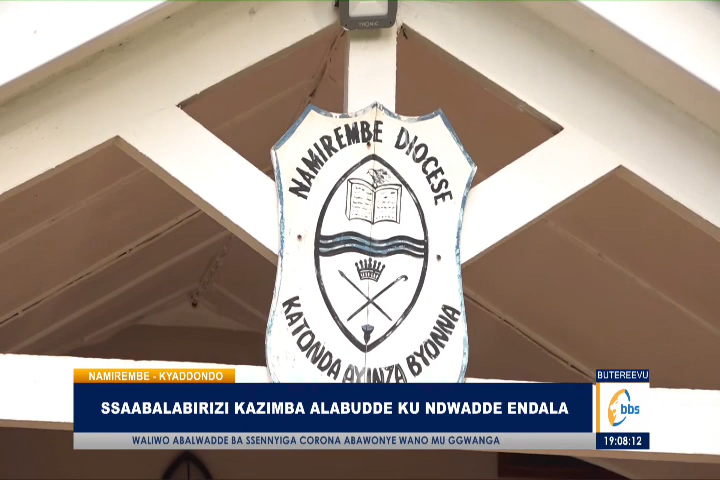 TRONIC
NAMIREMBE DIOCESE
KATONDA AYINZA BYONNA
NAMIREMBE - KYADDONDO
BUTEREEVU
SSAABALABIRIZI KAZIMBA ALABUDDE KU NDWADDE ENDALA
bbs
WALIWO ABALWADDE BA SSENNYIGA CORONA ABAWONYE WANO MU GGWANGA
19:08:12